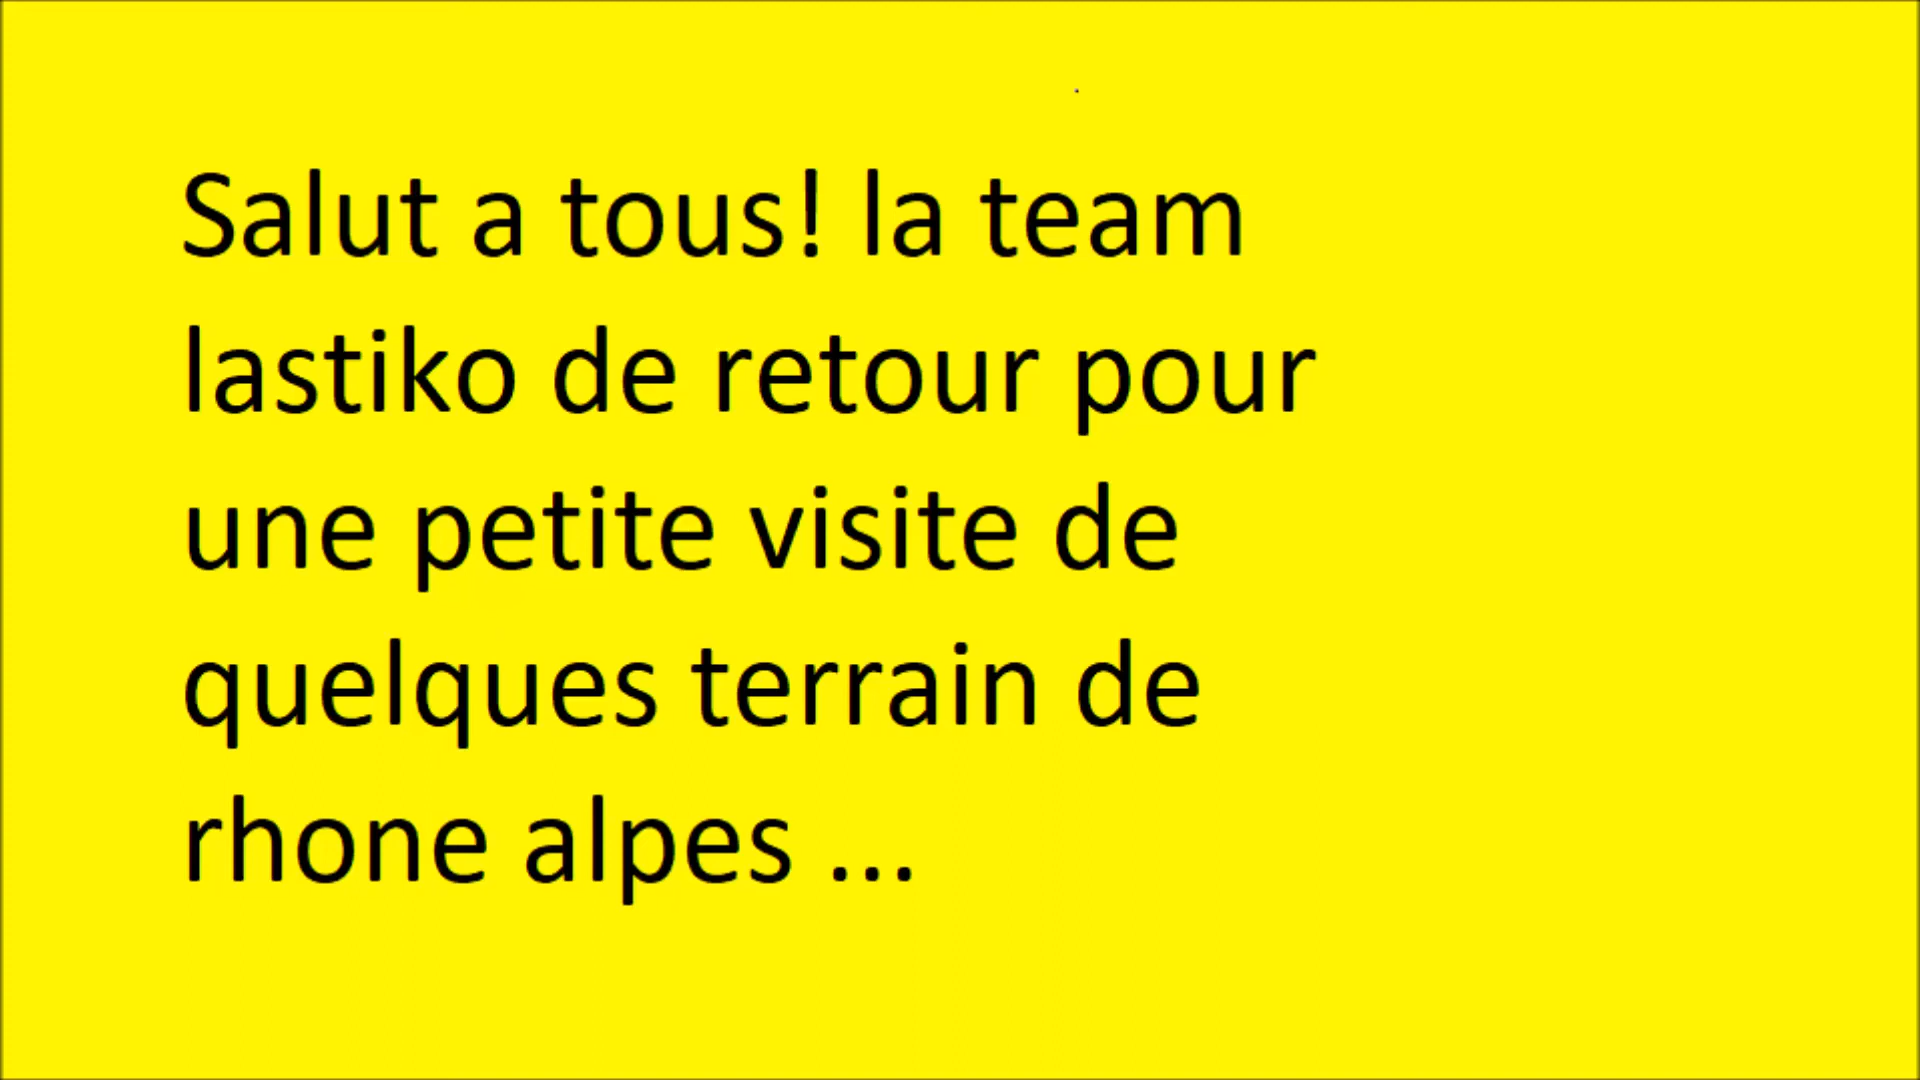 Salut a tous! la team
lastiko de retour pour
une petite visite de
quelques terrain de
rhone alpes ...